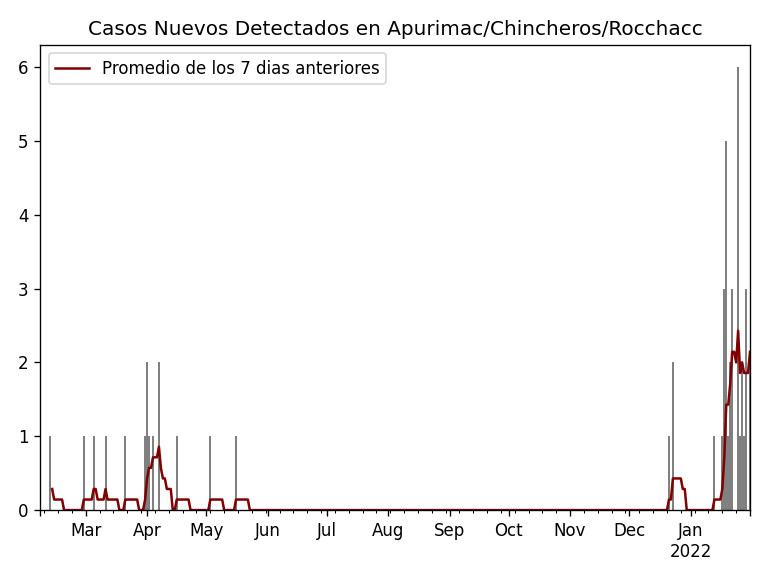 Casos Nuevos Detectados en Apurimac/Chincheros/Rocchacc
Promedio de los 7 dias anteriores
6
5
4
3
2
1
0
Mar Apr May Jun Jul Aug Sep Oct Nov Dec Jan
2022